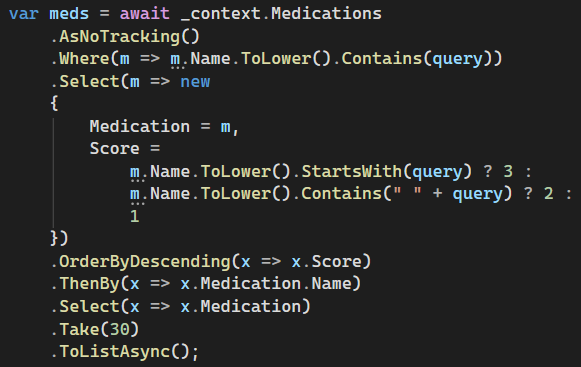 var meds = await _context.Medications
    .AsNoTracking()
    .Where(m => m.Name.ToLower().Contains(query))
    .Select(m => new
    {
        Medication = m,
        Score =
            m.Name.ToLower().StartsWith(query) ? 3 :
            m.Name.ToLower().Contains(" " + query) ? 2 :
            1
    })
    .OrderByDescending(x => x.Score)
    .ThenBy(x => x.Medication.Name)
    .Select(x => x.Medication)
    .Take(30)
    .ToListAsync();